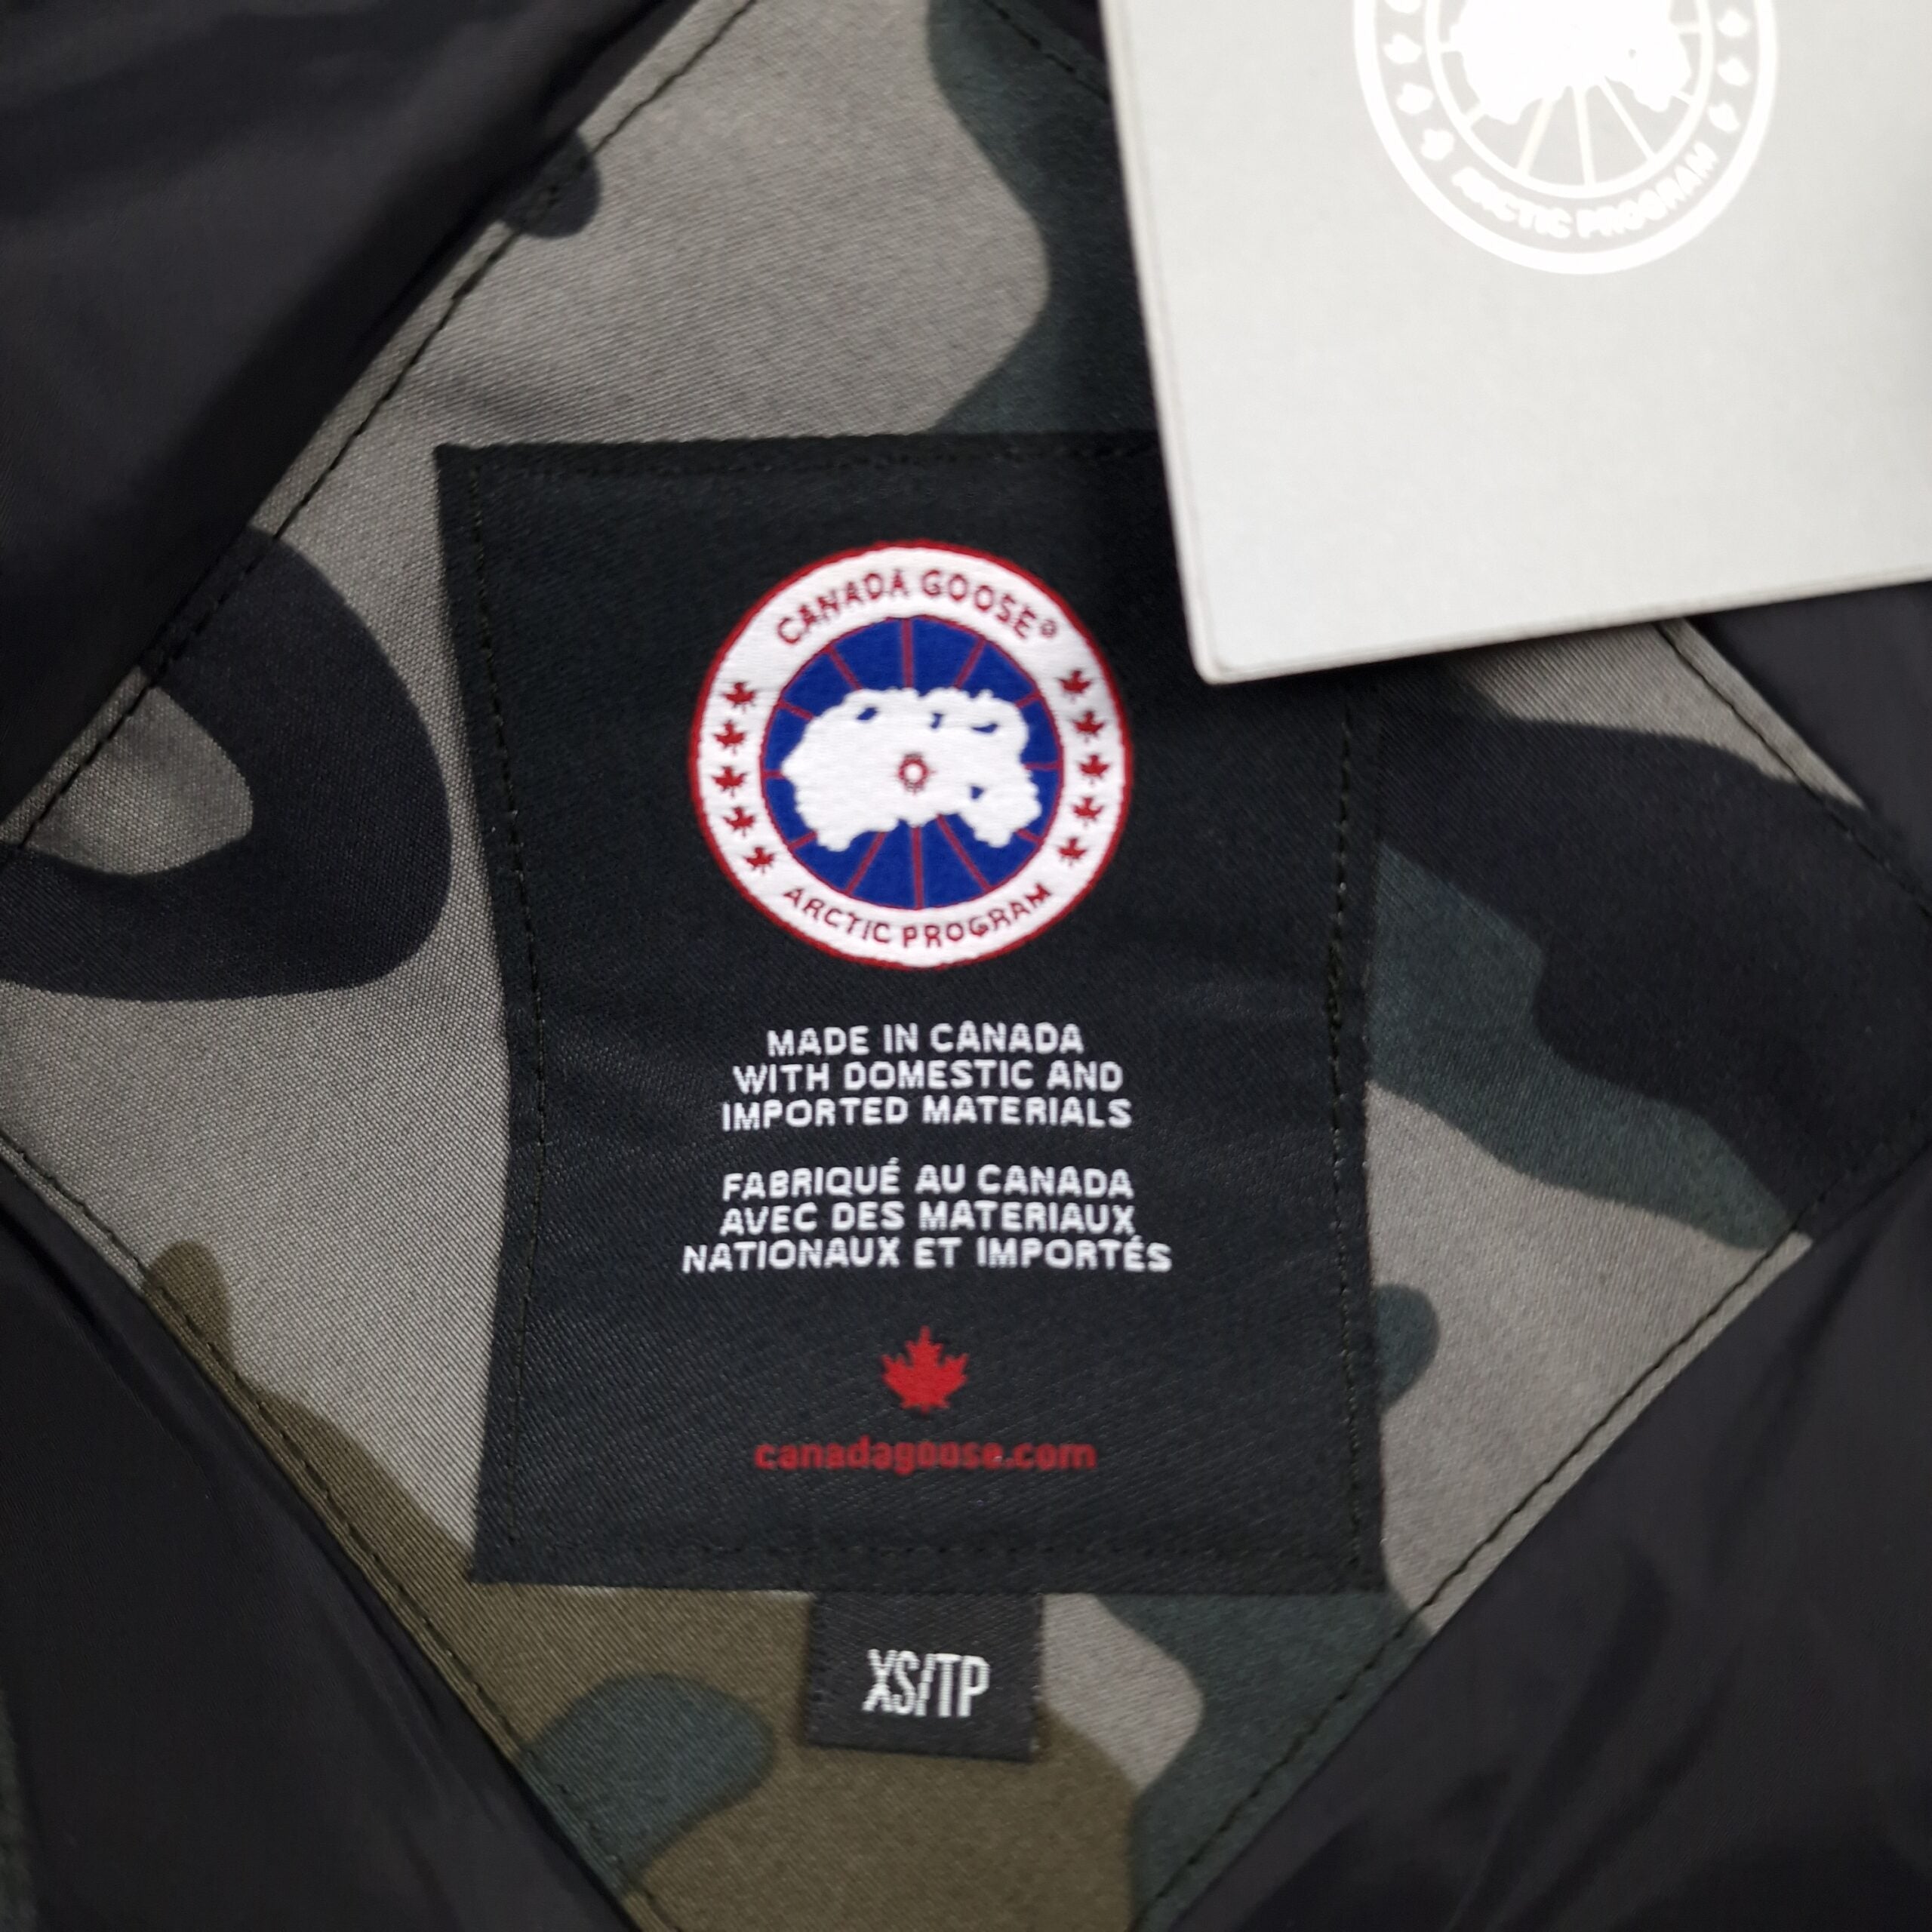 ARCTIC PROGRAM
CANADA GOOSE®
ARCTIC PROGRAM
MADE IN CANADA
WITH DOMESTIC AND
IMPORTED MATERIALS
FABRIQUÉ AU CANADA
AVEC DES MATERIAUX
NATIONAUX ET IMPORTÉS
canadagoose.com
XS/TP